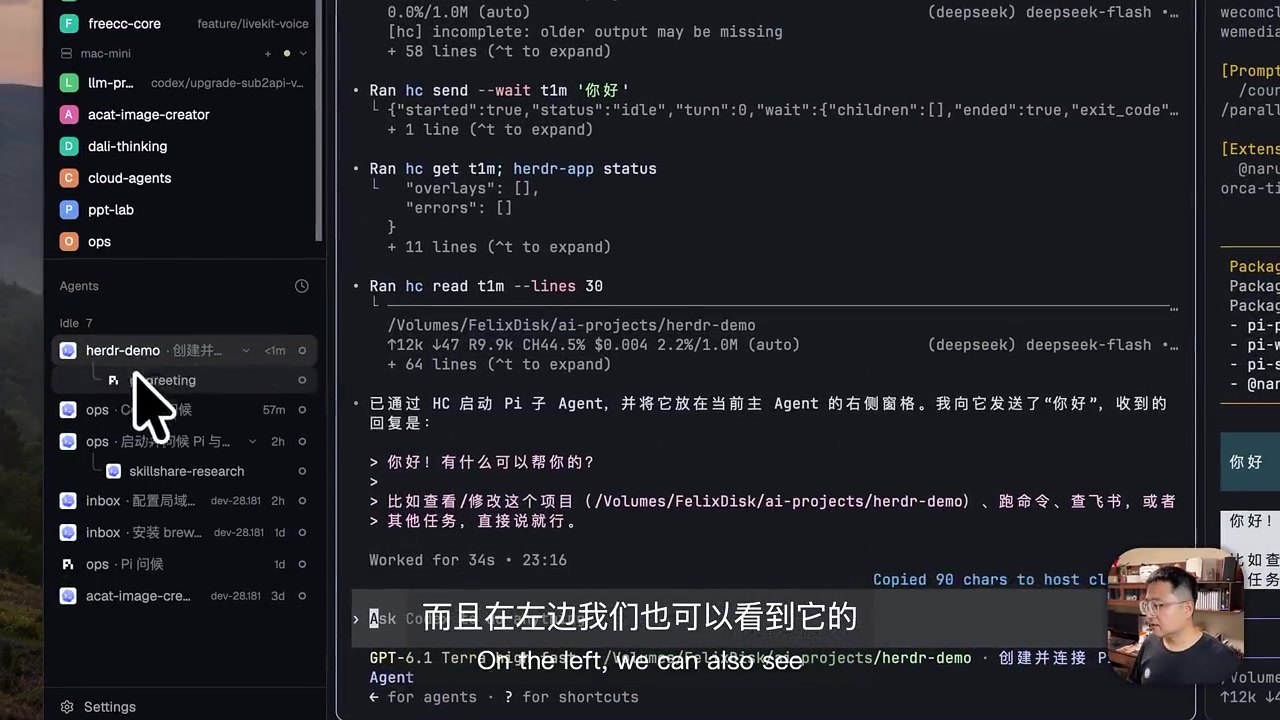 F freecc-core feature/livekit-voice
mac-mini +
L llm-pr... codex/upgrade-sub2api-v...
A acat-image-creator
D dali-thinking
C cloud-agents
P ppt-lab
O ops
Agents
Idle 7
herdr-demo · 创建并... <1m
greeting
ops · 问候 57m
ops · 启动并问候 Pi 与... 2h
skillshare-research
inbox · 配置局域... dev-28.181 2h
inbox · 安装 brew... dev-28.181 1d
ops · Pi 问候 1d
acat-image-cre... dev-28.181 3d
Settings
0.0%/1.0M (auto) (deepseek) deepseek-flash •…
[hc] incomplete: older output may be missing
+ 58 lines (^t to expand)
• Ran hc send --wait t1m '你好'
└ {"started":true,"status":"idle","turn":0,"wait":{"children":[],"ended":true,"exit_code"…
+ 1 line (^t to expand)
• Ran hc get t1m; herdr-app status
└ "overlays": [],
"errors": []
}
+ 11 lines (^t to expand)
• Ran hc read t1m --lines 30
└ …
/Volumes/FelixDisk/ai-projects/herdr-demo
↑12k ↓47 R9.9k CH44.5% $0.004 2.2%/1.0M (auto) (deepseek) deepseek-flash •…
+ 64 lines (^t to expand)
• 已通过 HC 启动 Pi 子 Agent，并将它放在当前主 Agent 的右侧窗格。我向它发送了“你好”，收到的
回复是：
> 你好！有什么可以帮你的？
>
> 比如查看/修改这个项目（/Volumes/FelixDisk/ai-projects/herdr-demo）、跑命令、查飞书，或者
> 其他任务，直接说就行。
Worked for 34s • 23:16
Copied 90 chars to host cl
› Ask
而且在左边我们也可以看到它的
On the left, we can also see
GPT-6.1 Terra high fast · /Volumes/FelixDisk/ai-projects/herdr-demo · 创建并连接 P
Agent
← for agents · ? for shortcuts
wecomcl
wemedia
[Prompt
/coun
/parall
[Extens
@naru
orca-ti
Packag
Package
Packag
- pi-p
- pi-w
- pi-s
- @nar
你好
你好！
比如查
任务
/Volum
↑12k ↓4